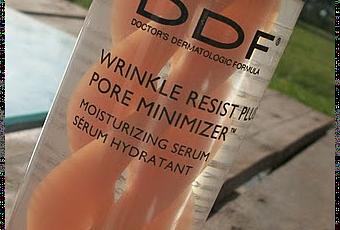 DDF®
DOCTOR'S DERMATOLOGIC FORMULA
WRINKLE RESIST PLUS
PORE MINIMIZER™
MOISTURIZING SERUM
SÉRUM HYDRATANT